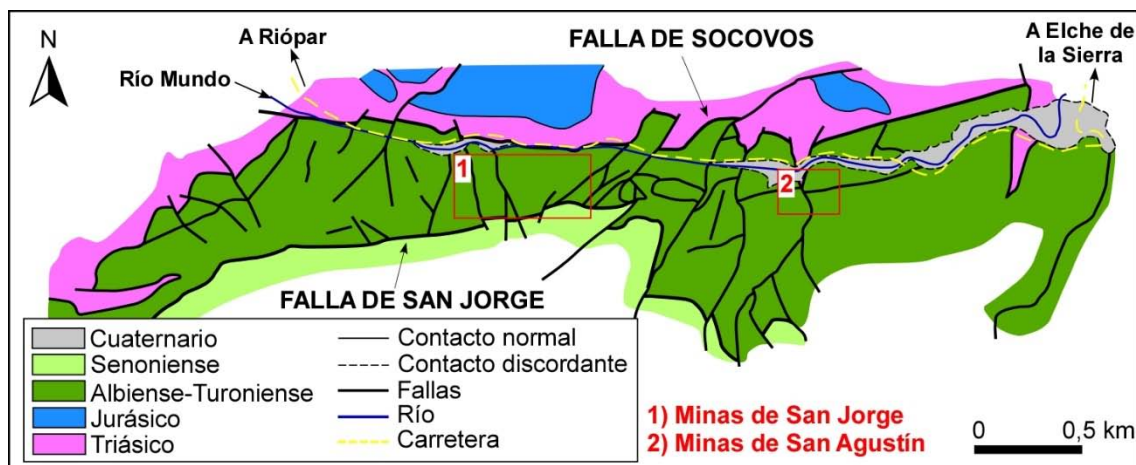 N
A Riópar
Río Mundo
FALLA DE SOCOVOS
A Elche de
la Sierra
1
2
FALLA DE SAN JORGE
Cuaternario
Senoniense
Albiense-Turoniense
Jurásico
Triásico
Contacto normal
Contacto discordante
Fallas
Río
Carretera
1) Minas de San Jorge
2) Minas de San Agustín
0 0,5 km